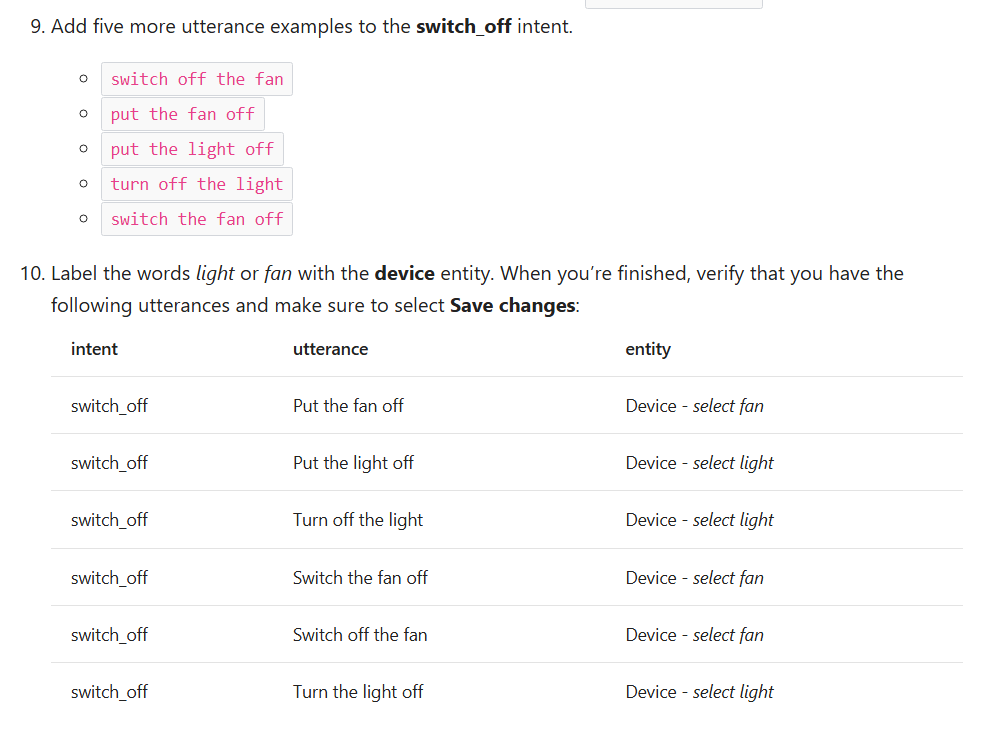 9. Add five more utterance examples to the switch_off intent.
switch off the fan
put the fan off
put the light off
turn off the light
switch the fan off
10. Label the words light or fan with the device entity. When you’re finished, verify that you have the
following utterances and make sure to select Save changes:
intent utterance entity
switch_off Put the fan off Device - select fan
switch_off Put the light off Device - select light
switch_off Turn off the light Device - select light
switch_off Switch the fan off Device - select fan
switch_off Switch off the fan Device - select fan
switch_off Turn the light off Device - select light